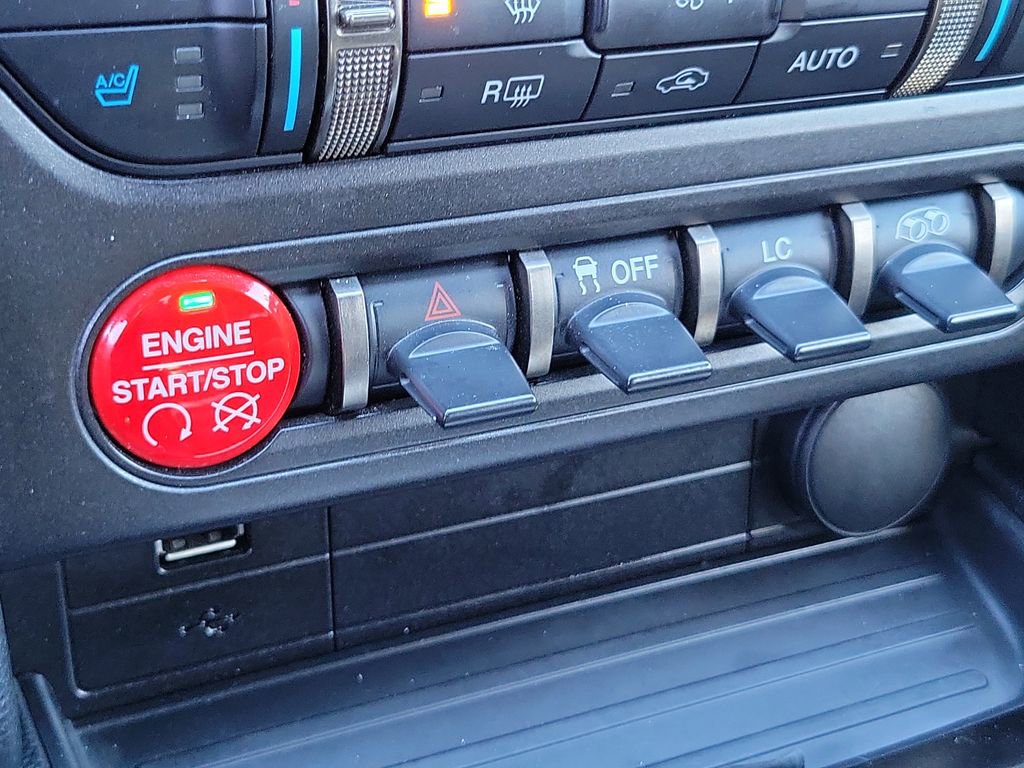 A/C
R
AUTO
OFF
LC
ENGINE
START/STOP